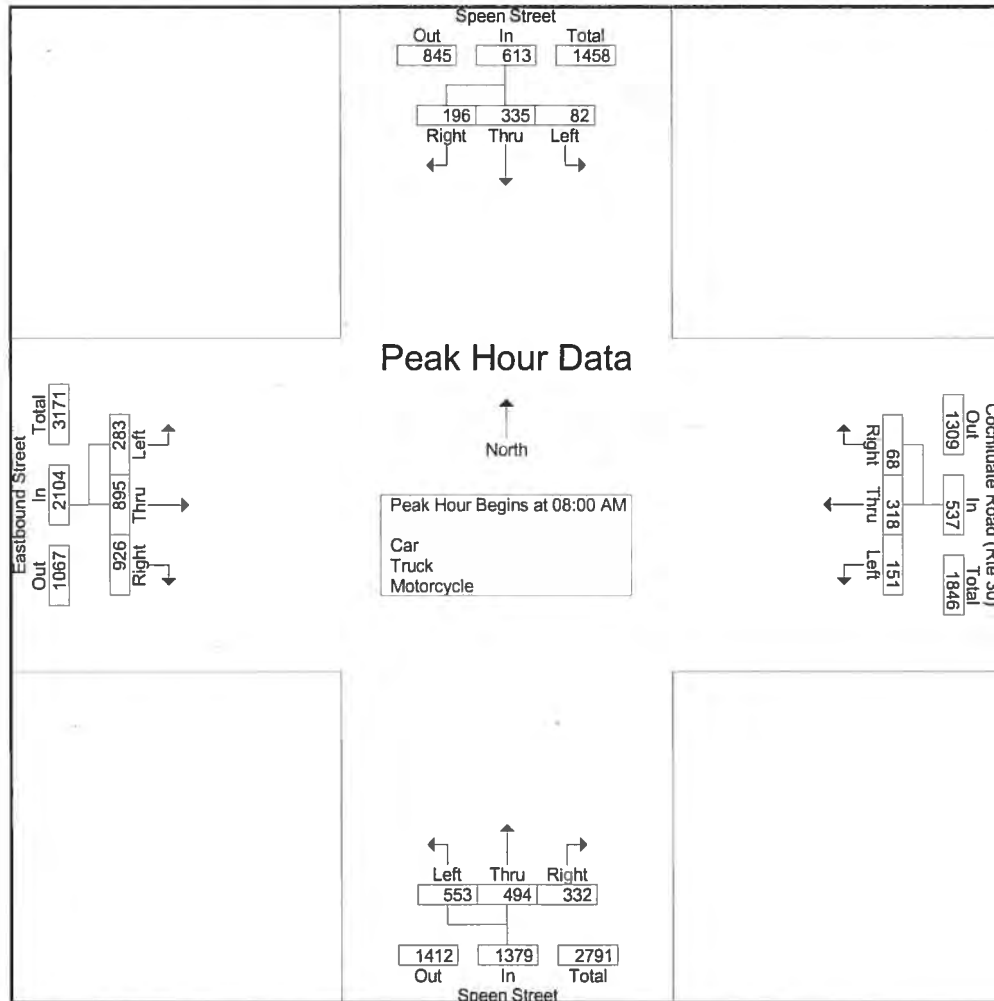 Speen Street
Out In Total
845 613 1458
196 335 82
Right Thru Left
Peak Hour Data
North
Peak Hour Begins at 08:00 AM
Car
Truck
Motorcycle
Eastbound Street
Out In Total
1067 2104 3171
283 895 926
Left Thru Right
Out In Total
1309 537 1846
68 318 151
Right Thru Left
Left Thru Right
553 494 332
1412 1379 2791
Out In Total
Speen Street